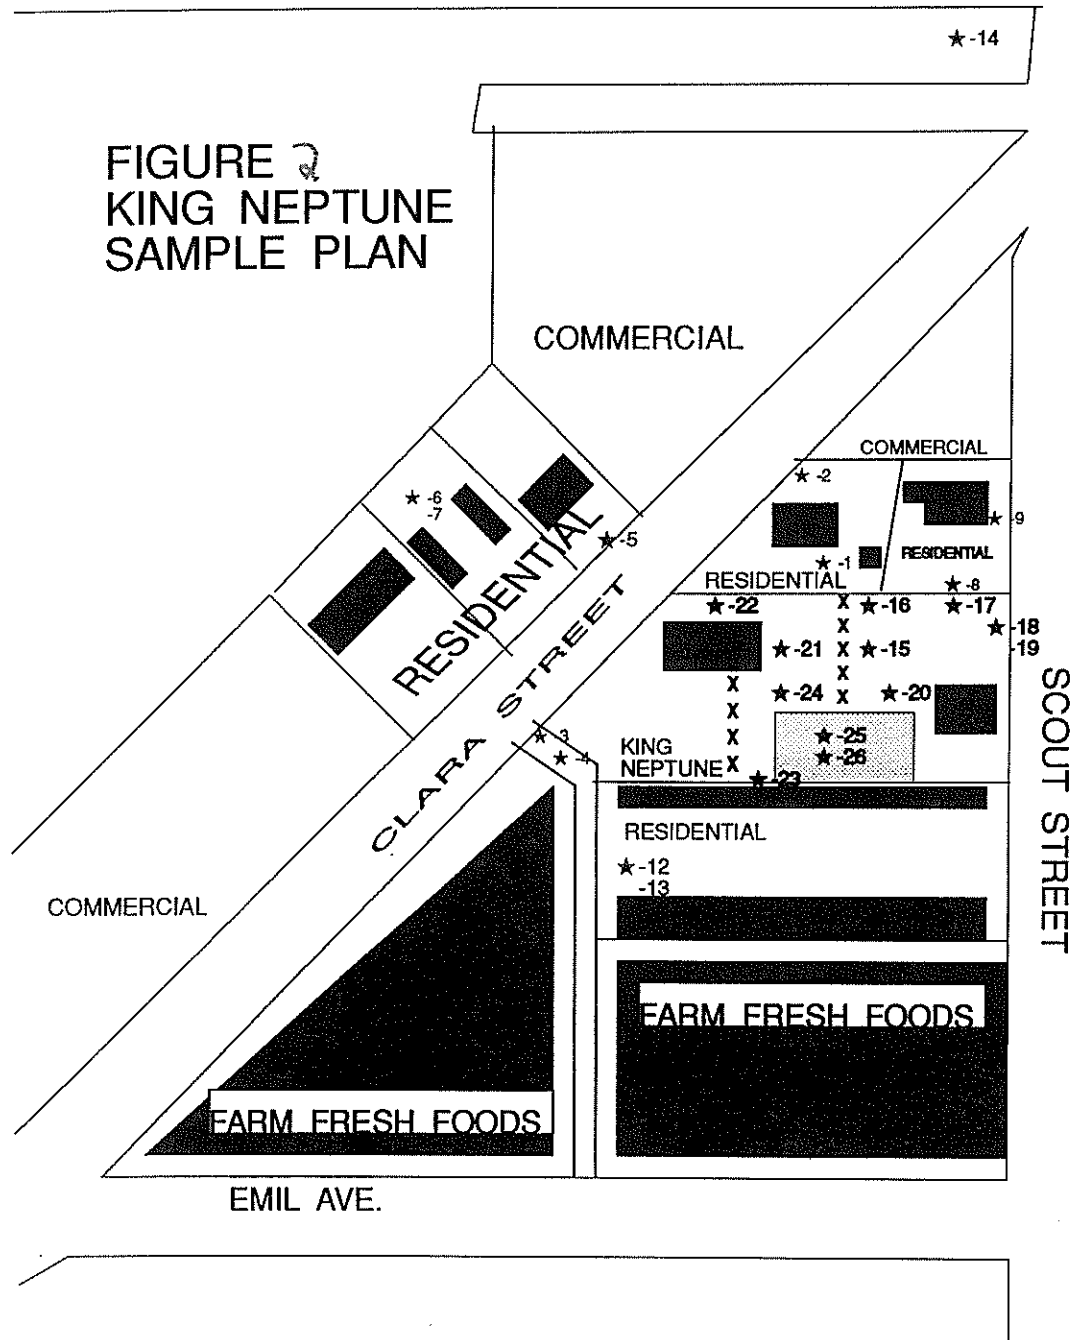 -14
FIGURE 2
KING NEPTUNE
SAMPLE PLAN
COMMERCIAL
COMMERCIAL
-2
-6
-7
-9
RESIDENTIAL
-5
-1
RESIDENTIAL
-8
RESIDENTIAL
-22
X
-16
-17
X
-18
-21
X
-15
-19
X
X
-24
X
-20
CLARA STREET
X
-3
-25
X
-4
KING
NEPTUNE
X
-26
-23
SCOUT STREET
RESIDENTIAL
-12
-13
COMMERCIAL
FARM FRESH FOODS
FARM FRESH FOODS
EMIL AVE.